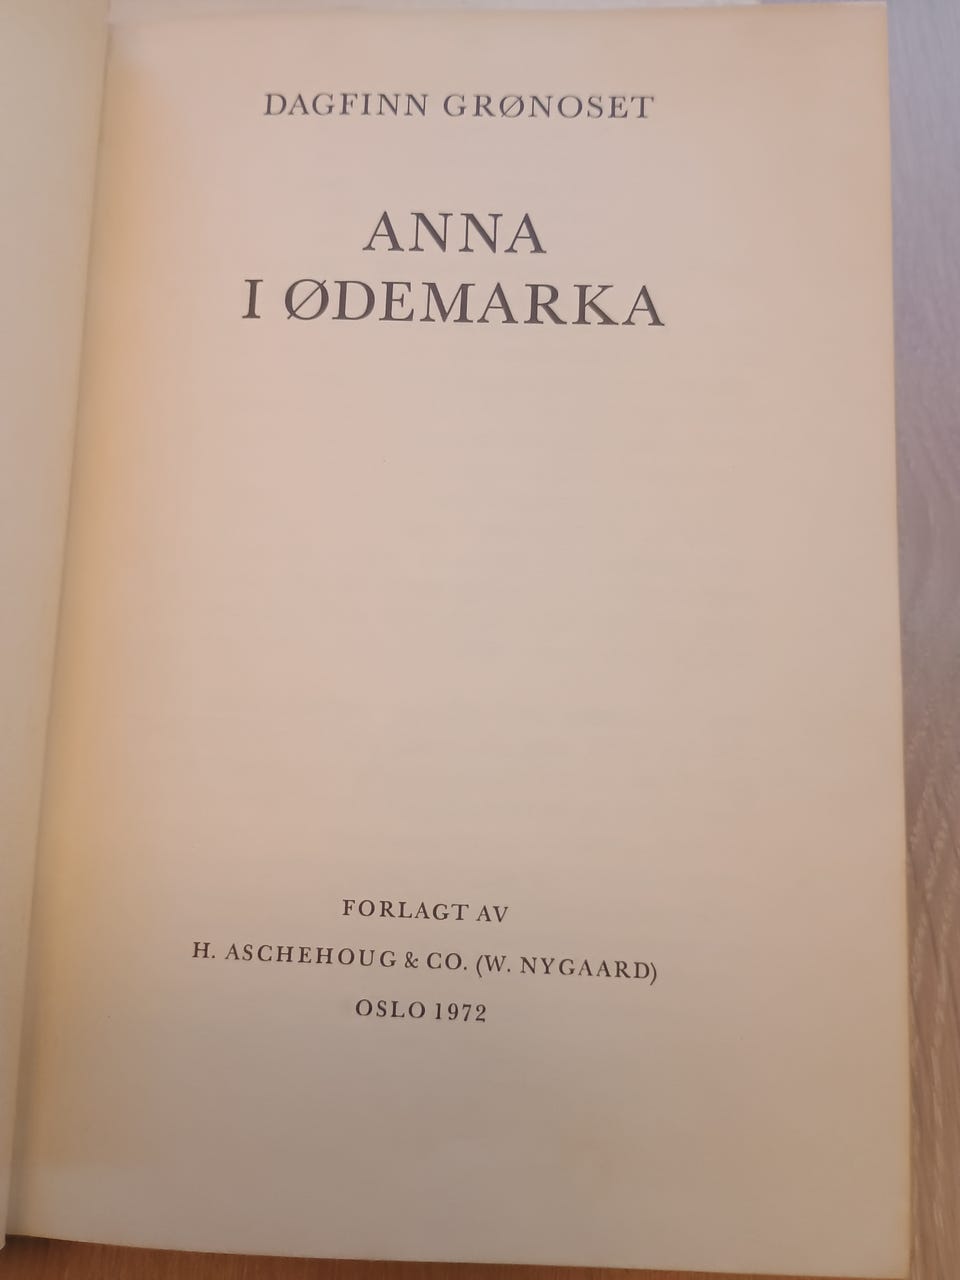 DAGFINN GRØNOSET
ANNA
I ØDEMARKA
FORLAGT AV
H. ASCHEHOUG & CO. (W. NYGAARD)
OSLO 1972